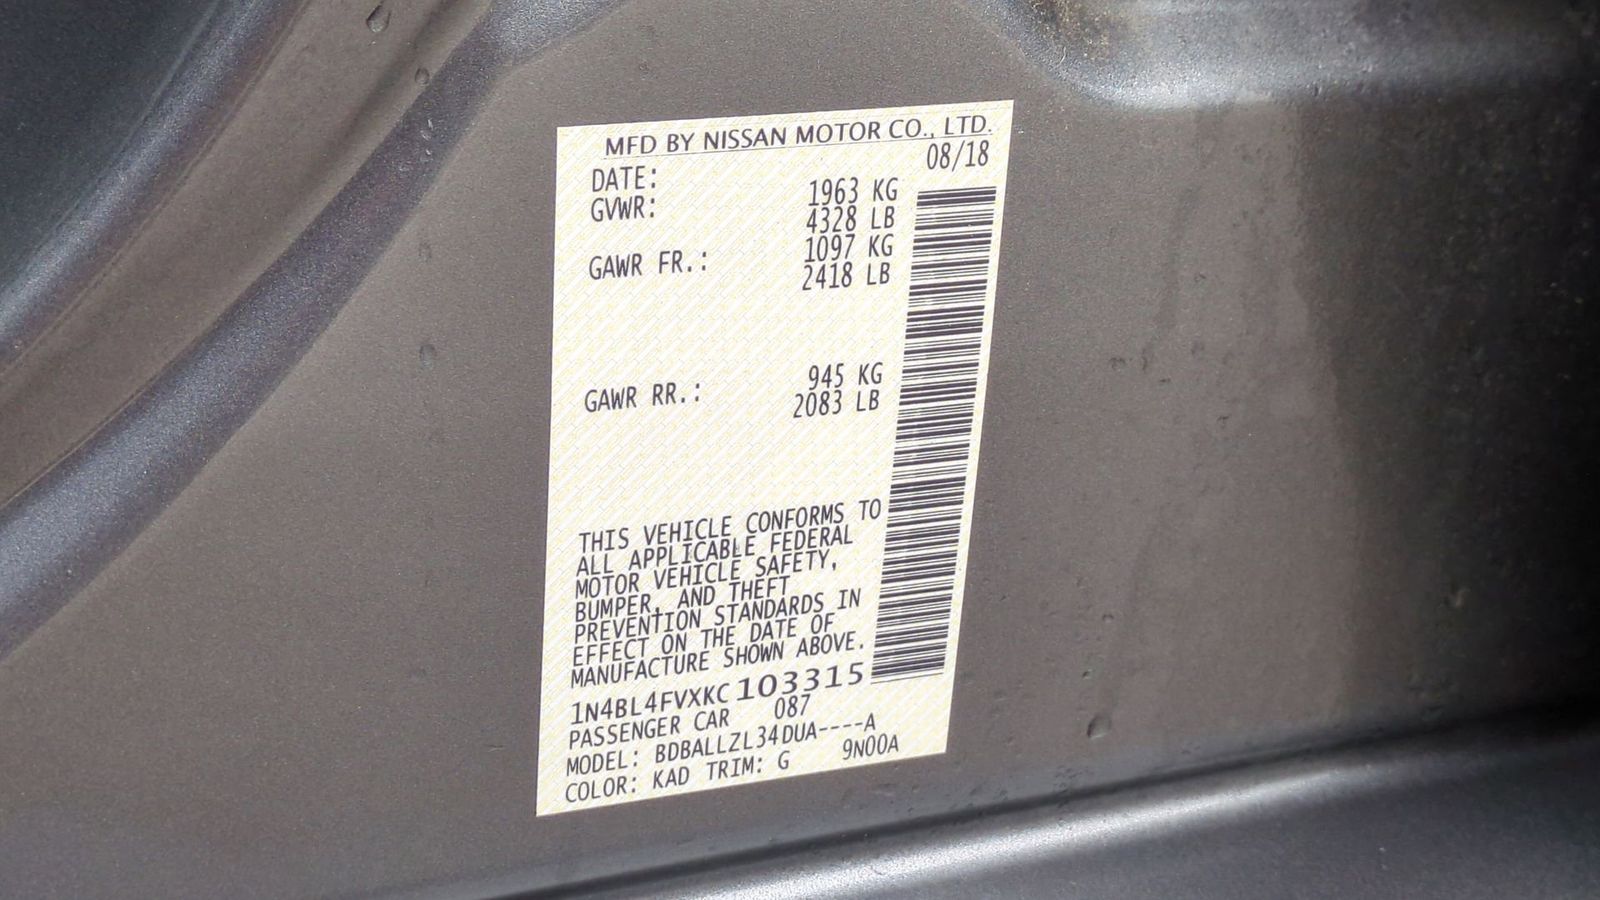 MFD BY NISSAN MOTOR CO., LTD.
DATE: 08/18
GVWR: 1963 KG
4328 LB
GAWR FR.: 1097 KG
2418 LB
GAWR RR.: 945 KG
2083 LB
THIS VEHICLE CONFORMS TO
ALL APPLICABLE FEDERAL
MOTOR VEHICLE SAFETY,
BUMPER, AND THEFT
PREVENTION STANDARDS IN
EFFECT ON THE DATE OF
MANUFACTURE SHOWN ABOVE.
1N4BL4FVXKC103315
PASSENGER CAR 087
MODEL: BDBALLZL34DUA----A
COLOR: KAD TRIM: G 9N00A